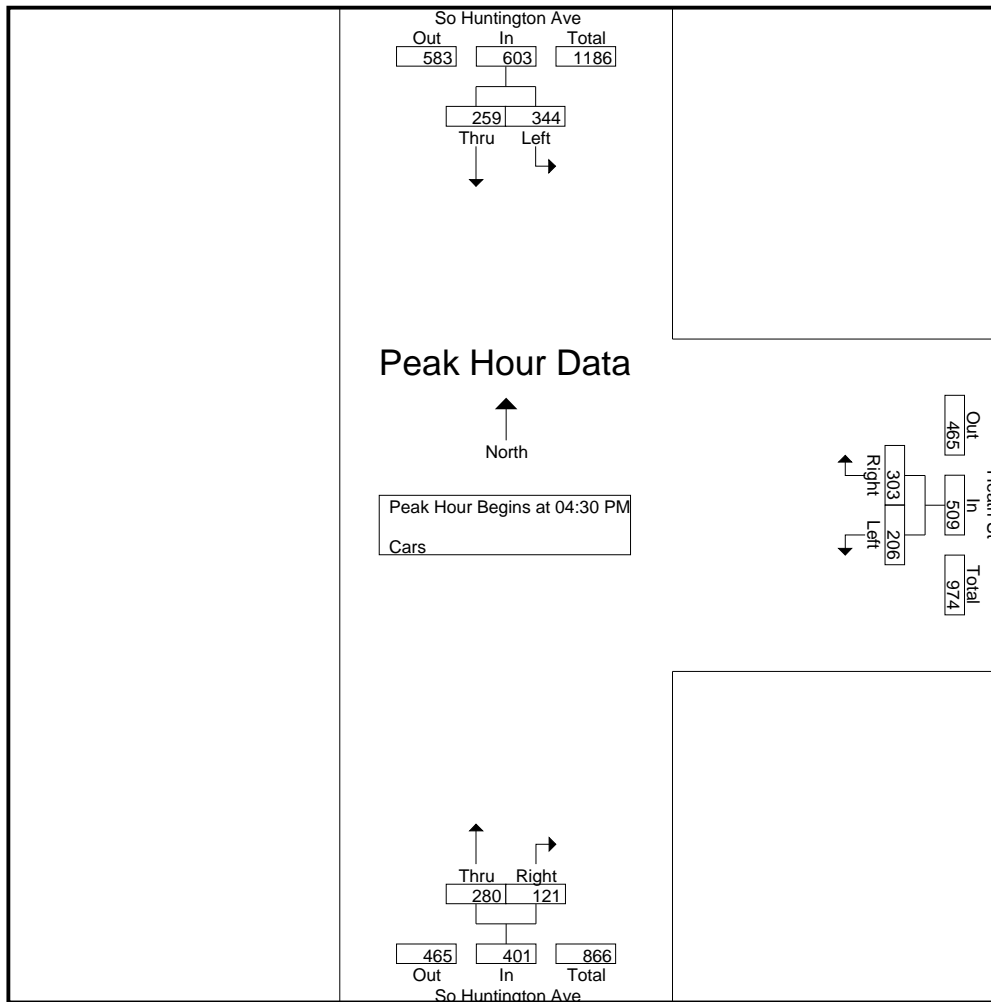 So Huntington Ave
Out In Total
583 603 1186
259 344
Thru Left
Peak Hour Data
North
Peak Hour Begins at 04:30 PM
Cars
Out In Total
465 509 974
303 206
Right Left
Thru Right
280 121
465 401 866
Out In Total
So Huntington Ave